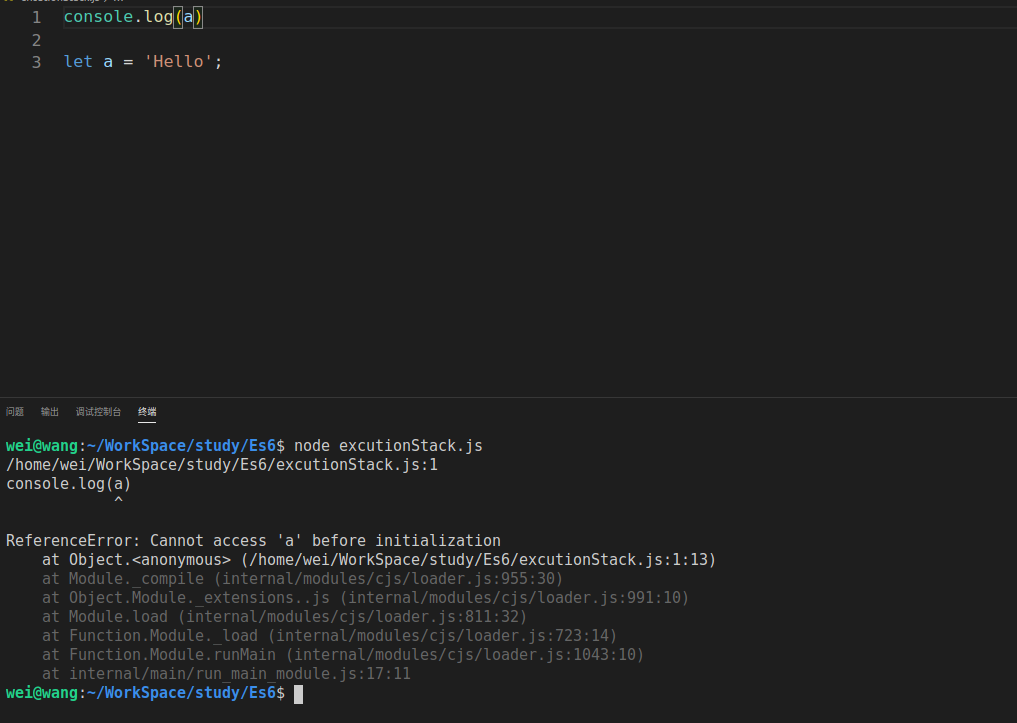 1 console.log(a)
2
3 let a = 'Hello';
问题 输出 调试控制台 终端
wei@wang:~/WorkSpace/study/Es6$ node excutionStack.js
/home/wei/WorkSpace/study/Es6/excutionStack.js:1
console.log(a)
^
ReferenceError: Cannot access 'a' before initialization
at Object.<anonymous> (/home/wei/WorkSpace/study/Es6/excutionStack.js:1:13)
at Module._compile (internal/modules/cjs/loader.js:955:30)
at Object.Module._extensions..js (internal/modules/cjs/loader.js:991:10)
at Module.load (internal/modules/cjs/loader.js:811:32)
at Function.Module._load (internal/modules/cjs/loader.js:723:14)
at Function.Module.runMain (internal/modules/cjs/loader.js:1043:10)
at internal/main/run_main_module.js:17:11
wei@wang:~/WorkSpace/study/Es6$